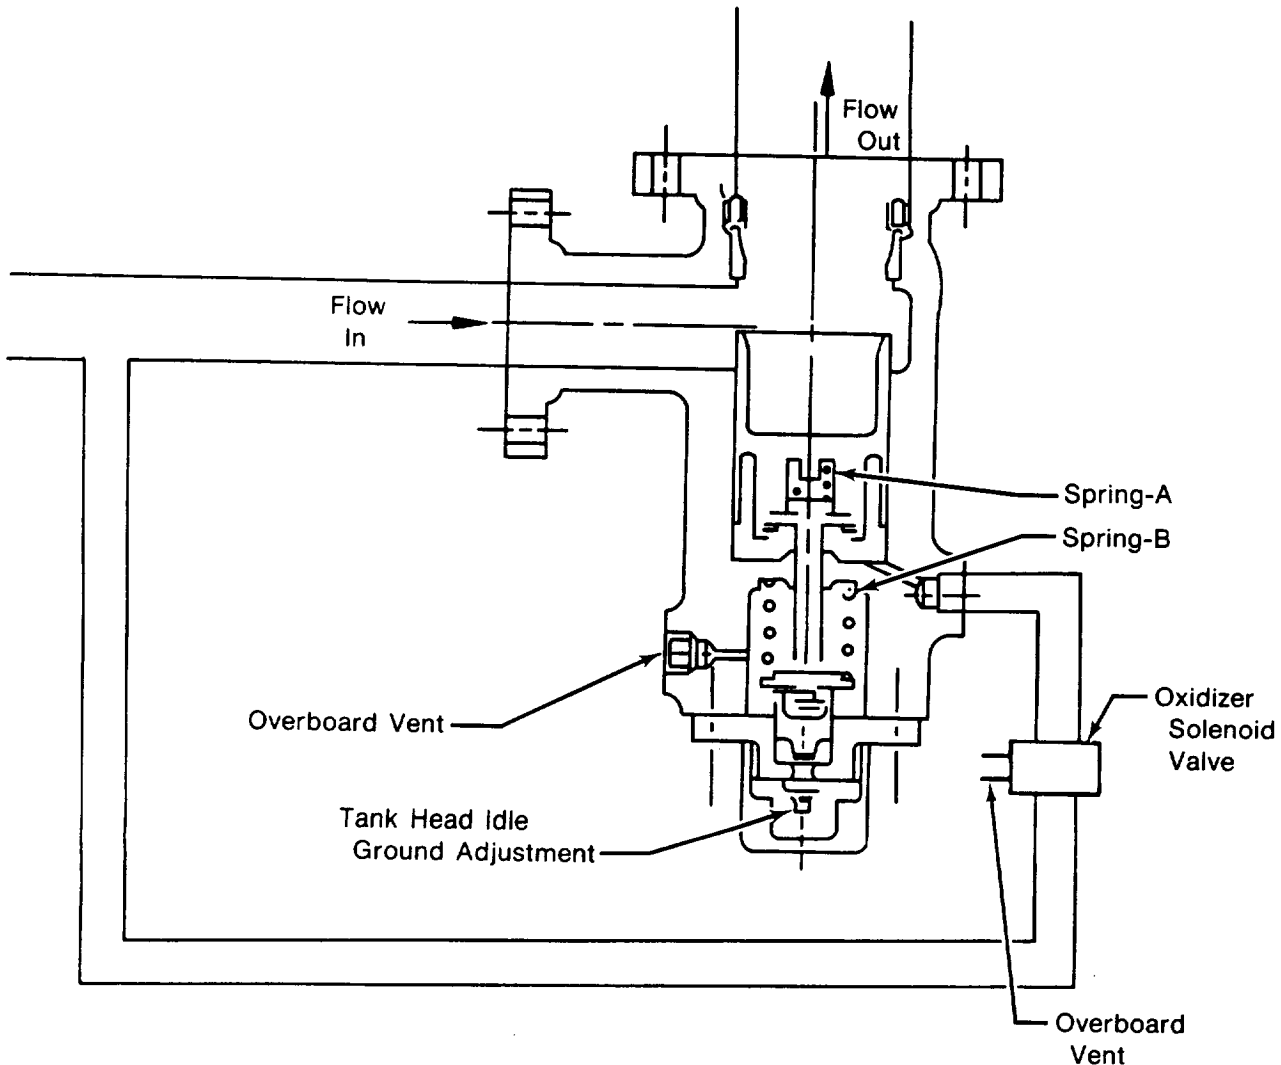 Flow
Out
Flow
In
Spring-A
Spring-B
Overboard Vent
Oxidizer
Solenoid
Valve
Tank Head Idle
Ground Adjustment
Overboard
Vent